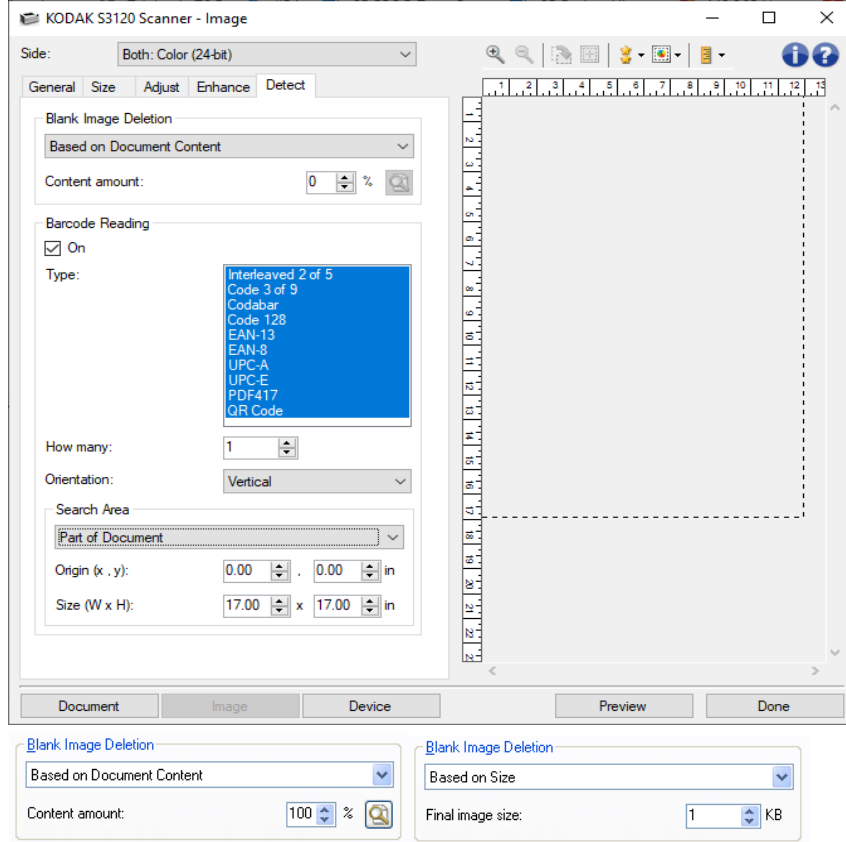 KODAK S3120 Scanner - Image
Side: Both: Color (24-bit)
General Size Adjust Enhance Detect
1 2 3 4 5 6 7 8 9 10 11 12 13
Blank Image Deletion
Based on Document Content
Content amount: 0 %
Barcode Reading
On
Type:
Interleaved 2 of 5
Code 3 of 9
Codabar
Code 128
EAN-13
EAN-8
UPC-A
UPC-E
PDF417
QR Code
How many: 1
Orientation: Vertical
Search Area
Part of Document
Origin (x , y): 0.00 , 0.00 in
Size (W x H): 17.00 x 17.00 in
1
2
3
4
5
6
7
8
9
10
11
12
13
14
15
16
17
18
19
20
21
22
Document Image Device Preview Done
Blank Image Deletion
Based on Document Content
Content amount: 100 %
Blank Image Deletion
Based on Size
Final image size: 1 KB